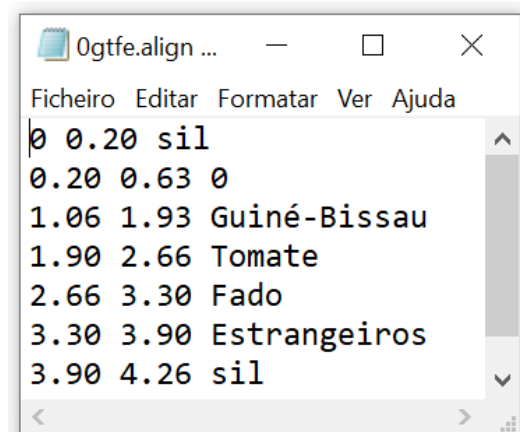 0gtfe.align ...
Ficheiro Editar Formatar Ver Ajuda
0 0.20 sil
0.20 0.63 0
1.06 1.93 Guiné-Bissau
1.90 2.66 Tomate
2.66 3.30 Fado
3.30 3.90 Estrangeiros
3.90 4.26 sil